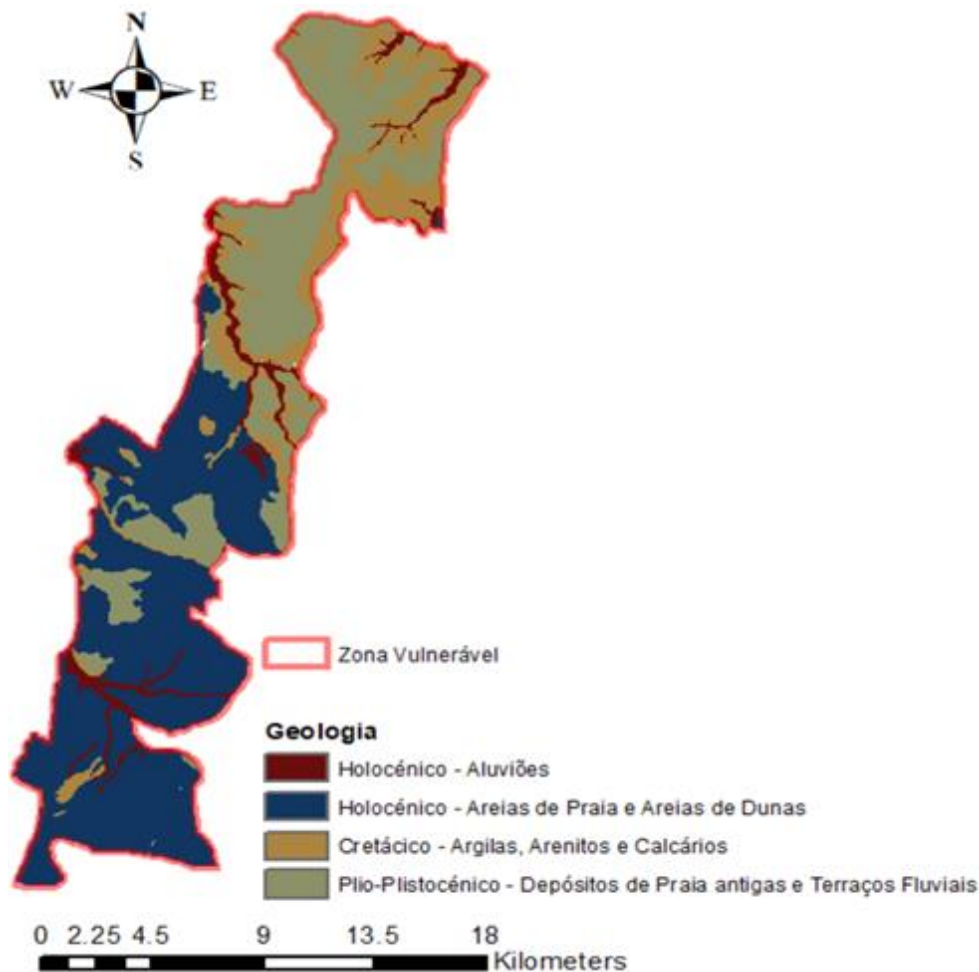 N
W E
S
Zona Vulnerável
Geologia
Holocénico - Aluviões
Holocénico - Areias de Praia e Areias de Dunas
Cretácico - Argilas, Arenitos e Calcários
Plio-Plistocénico - Depósitos de Praia antigas e Terraços Fluviais
0 2.25 4.5 9 13.5 18
Kilometers